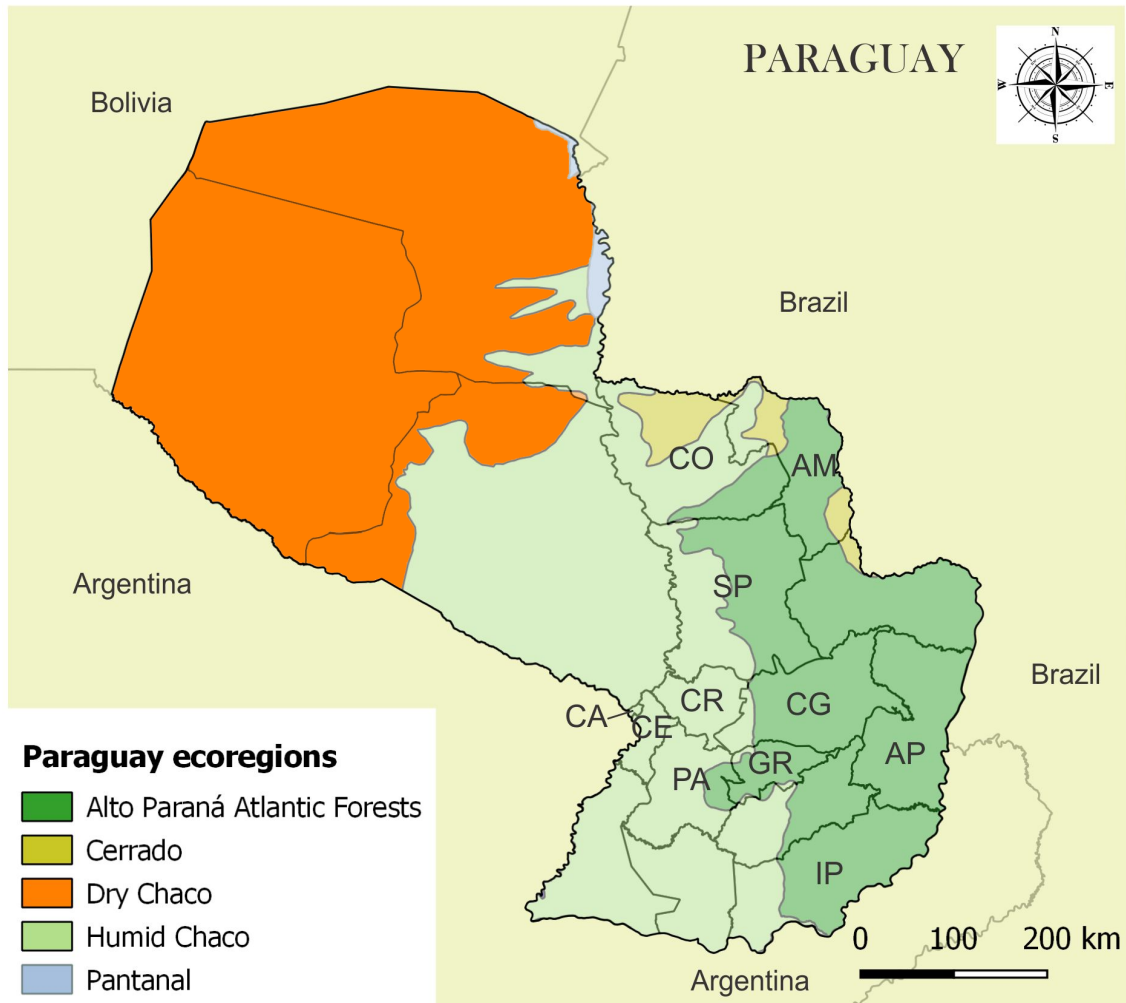 PARAGUAY
N
W
E
S
Bolivia
Brazil
CO
AM
Argentina
SP
Brazil
CR
CG
CA
CE
PA
GR
AP
IP
Paraguay ecoregions
Alto Paraná Atlantic Forests
Cerrado
Dry Chaco
Humid Chaco
Pantanal
0 100 200 km
Argentina